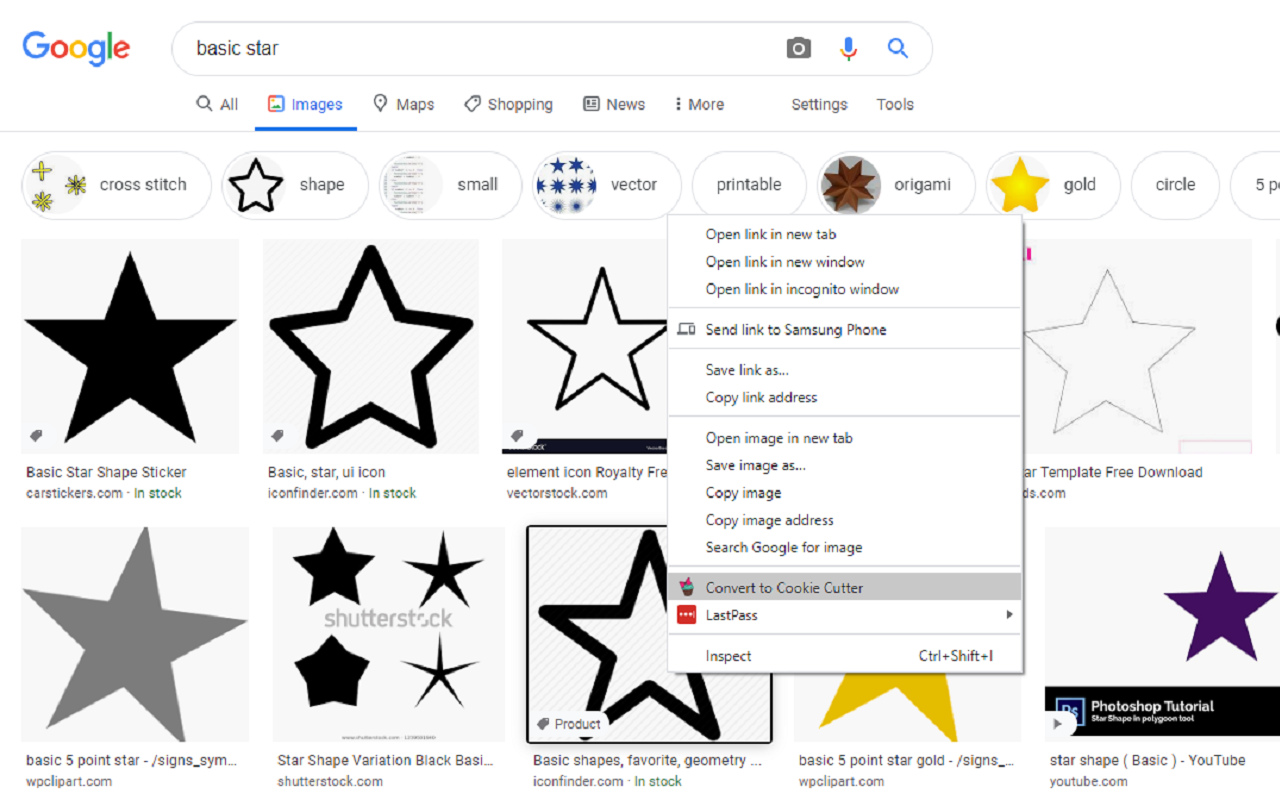 Google
basic star
All Images Maps Shopping News More Settings Tools
cross stitch shape small vector printable origami gold circle 5 po
Open link in new tab
Open link in new window
Open link in incognito window
Send link to Samsung Phone
Save link as...
Copy link address
Open image in new tab
Save image as...
Copy image
Copy image address
Search Google for image
Convert to Cookie Cutter
LastPass
Inspect Ctrl+Shift+I
Basic Star Shape Sticker
carstickers.com · In stock
Basic, star, ui icon
iconfinder.com · In stock
element icon Royalty Fre
vectorstock.com
ar Template Free Download
ds.com
shutterstock
www.shutterstock.com
Product
Ps
Photoshop Tutorial
Star Shape in polygoon tool
basic 5 point star - /signs_sym...
wpclipart.com
Star Shape Variation Black Basi...
shutterstock.com
Basic shapes, favorite, geometry ...
iconfinder.com · In stock
basic 5 point star gold - /signs_...
wpclipart.com
star shape ( Basic ) - YouTube
youtube.com